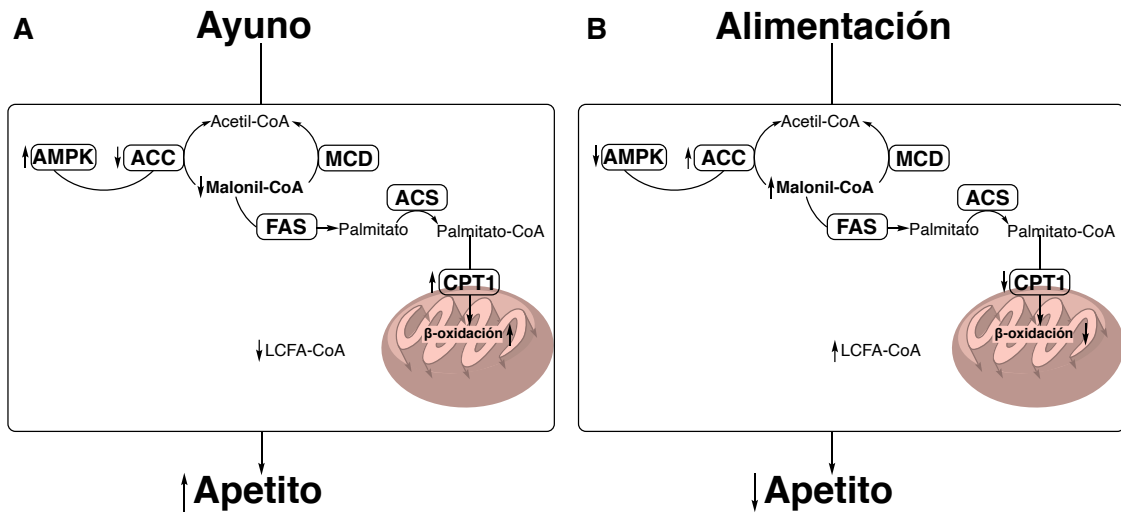 A
Ayuno
Acetil-CoA
AMPK
ACC
MCD
Malonil-CoA
ACS
FAS
Palmitato
Palmitato-CoA
CPT1
β-oxidación
LCFA-CoA
Apetito
B
Alimentación
Acetil-CoA
AMPK
ACC
MCD
Malonil-CoA
ACS
FAS
Palmitato
Palmitato-CoA
CPT1
β-oxidación
LCFA-CoA
Apetito